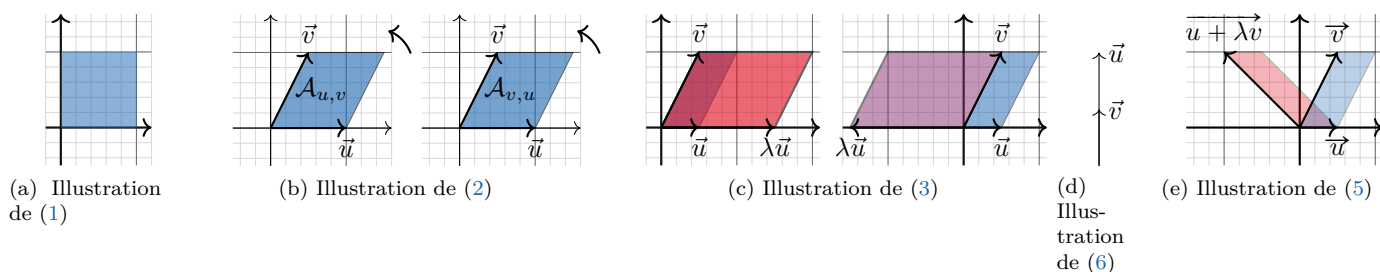 v⃗ v⃗ v⃗ v⃗ u + λv v⃗
u⃗
𝒜u,v 𝒜v,u v⃗
u⃗ u⃗ u⃗ λu⃗ λu⃗ u⃗ u⃗
(a) Illustration
de (1)
(b) Illustration de (2)
(c) Illustration de (3)
(d)
Illus-
tration
de (6)
(e) Illustration de (5)